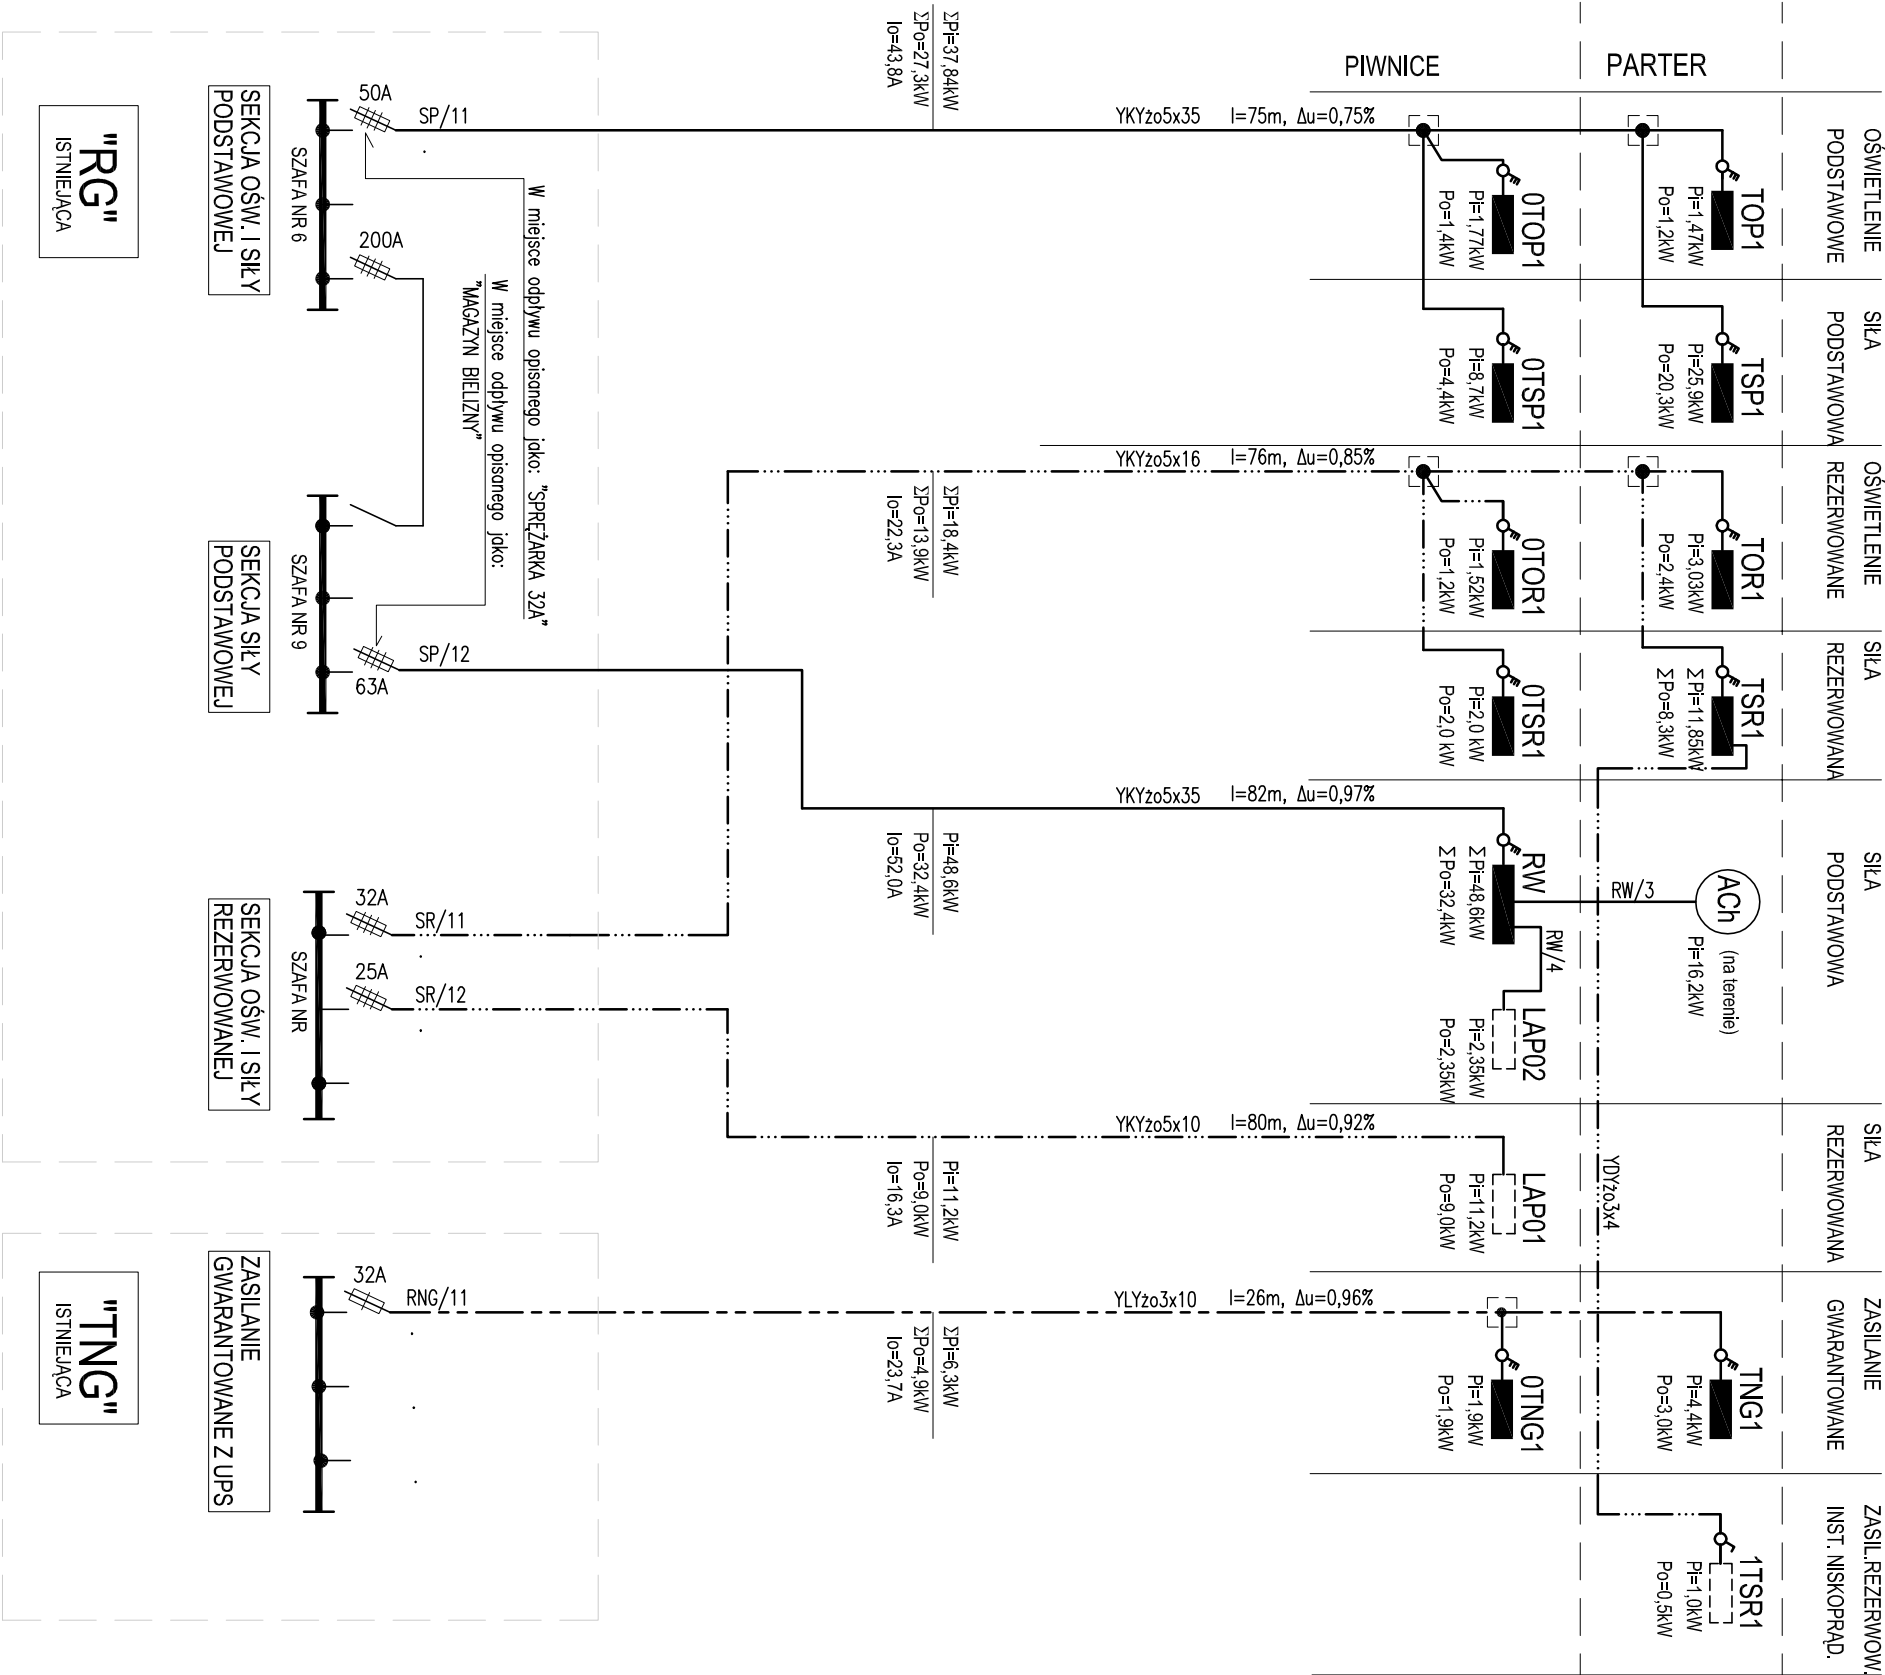 PIWNICE
PARTER
OŚWIETLENIE
PODSTAWOWE
SIŁA
PODSTAWOWA
OŚWIETLENIE
REZERWOWANE
SIŁA
REZERWOWANA
SIŁA
PODSTAWOWA
SIŁA
REZERWOWANA
ZASILANIE
GWARANTOWANE
ZASIL.REZERWOW.
INST. NISKOPRĄD.
TOP1
Pi=1,47kW
Po=1,2kW
0TOP1
Pi=1,77kW
Po=1,4kW
TSP1
Pi=25,9kW
Po=20,3kW
0TSP1
Pi=8,7kW
Po=4,4kW
TOR1
Pi=3,03kW
Po=2,4kW
0TOR1
Pi=1,52kW
Po=1,2kW
TSR1
ΣPi=11,85kW
ΣPo=8,3kW
0TSR1
Pi=2,0 kW
Po=2,0 kW
ACh
(na terenie)
Pi=16,2kW
RW/3
RW
ΣPi=48,6kW
ΣPo=32,4kW
RW/4
LAP02
Pi=2,35kW
Po=2,35kW
LAP01
Pi=11,2kW
Po=9,0kW
YDYżo3x4
TNG1
Pi=4,4kW
Po=3,0kW
0TNG1
Pi=1,9kW
Po=1,9kW
1TSR1
Pi=1,0kW
Po=0,5kW
YKYżo5x35 l=75m, Δu=0,75%
ΣPi=37,84kW
ΣPo=27,3kW
Io=43,8A
YKYżo5x16 l=76m, Δu=0,85%
ΣPi=18,4kW
ΣPo=13,9kW
Io=22,3A
YKYżo5x35 l=82m, Δu=0,97%
Pi=48,6kW
Po=32,4kW
Io=52,0A
YKYżo5x10 l=80m, Δu=0,92%
Pi=11,2kW
Po=9,0kW
Io=16,3A
YLYżo3x10 l=26m, Δu=0,96%
ΣPi=6,3kW
ΣPo=4,9kW
Io=23,7A
W miejsce odpływu opisanego jako: "SPRĘŻARKA 32A"
W miejsce odpływu opisanego jako:
"MAGAZYN BIELIZNY"
50A
SP/11
200A
SZAFA NR 6
SEKCJA OŚW. I SIŁY
PODSTAWOWEJ
SP/12
63A
SZAFA NR 9
SEKCJA SIŁY
PODSTAWOWEJ
32A
SR/11
25A
SR/12
SZAFA NR
SEKCJA OŚW. I SIŁY
REZERWOWANEJ
32A
RNG/11
ZASILANIE
GWARANTOWANE Z UPS
"RG"
ISTNIEJĄCA
"TNG"
ISTNIEJĄCA